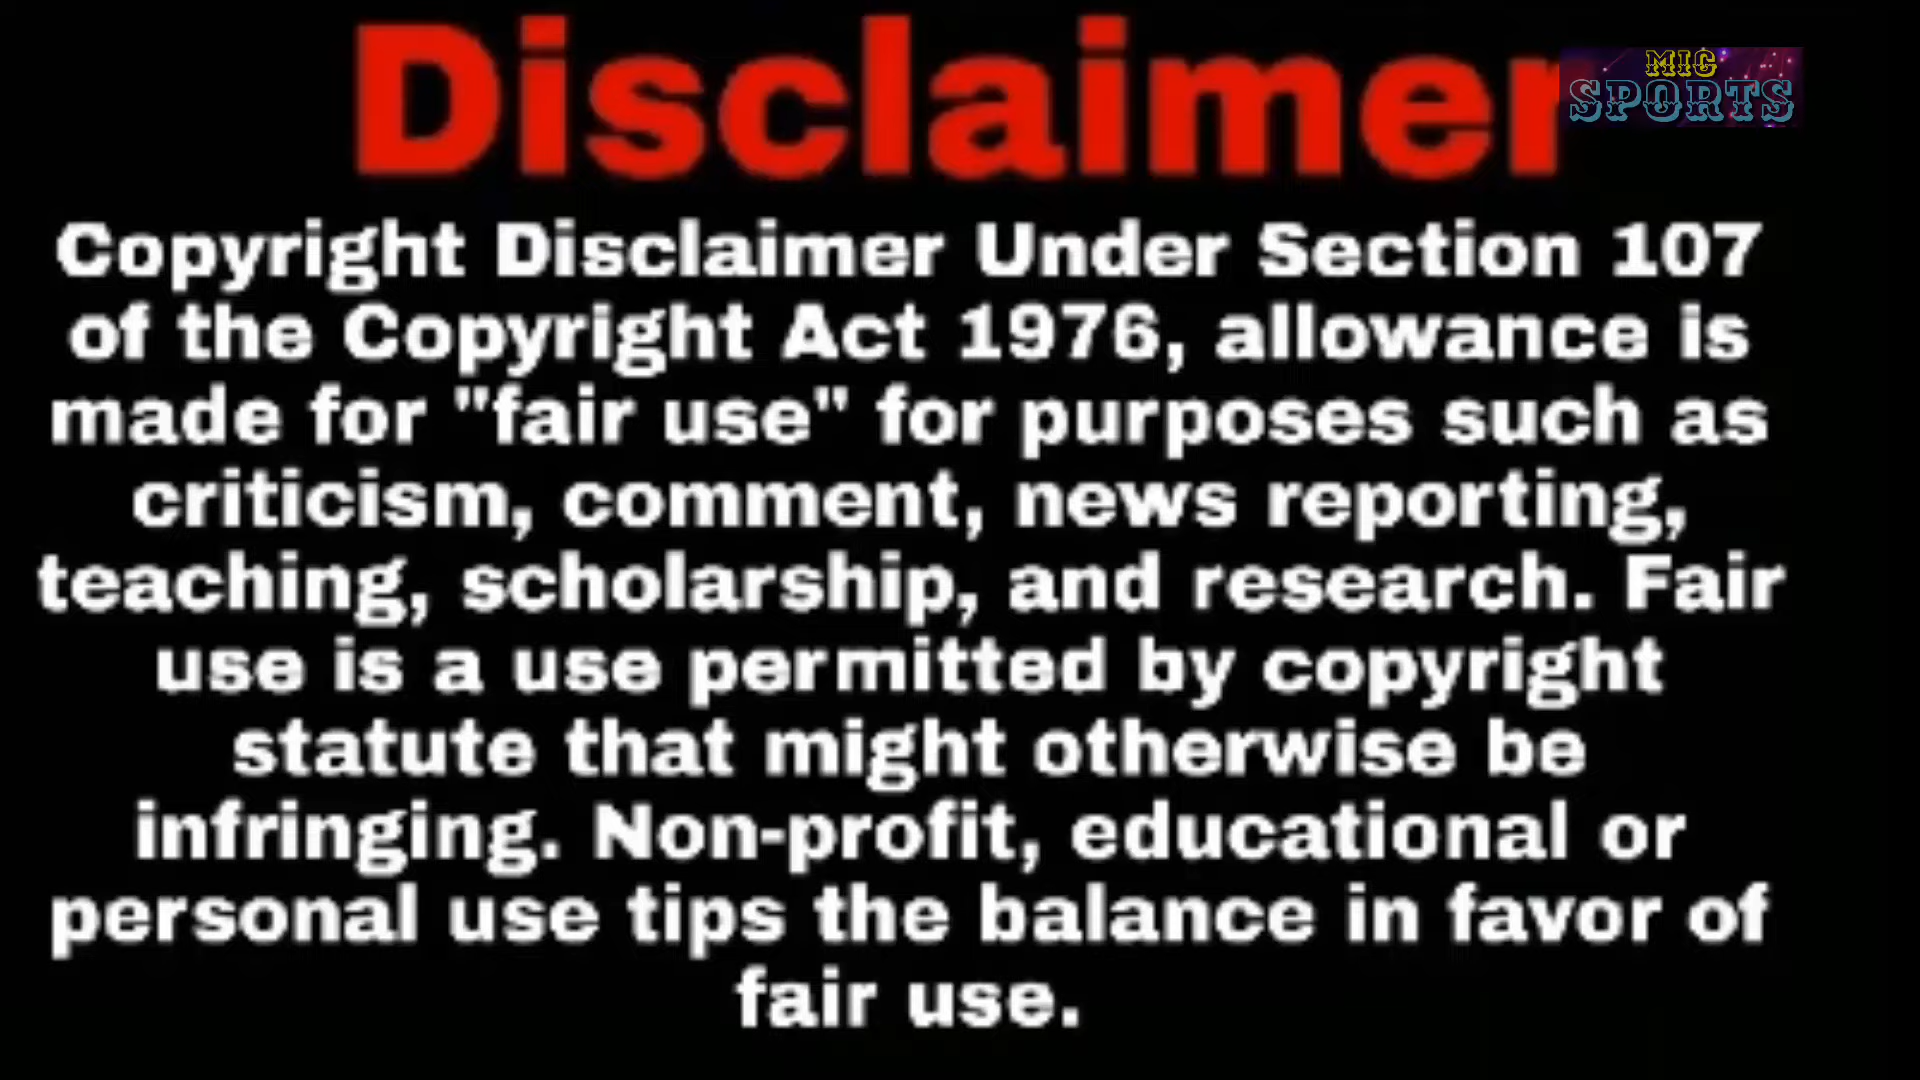 Disclaimer
MIC
SPORTS
Copyright Disclaimer Under Section 107
of the Copyright Act 1976, allowance is
made for "fair use" for purposes such as
criticism, comment, news reporting,
teaching, scholarship, and research. Fair
use is a use permitted by copyright
statute that might otherwise be
infringing. Non-profit, educational or
personal use tips the balance in favor of
fair use.